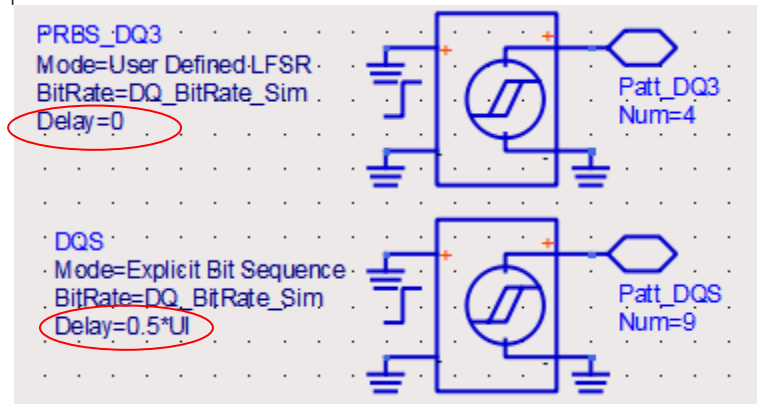 PRBS_DQ3
Mode=User Defined LFSR
BitRate=DQ_BitRate_Sim
Delay=0
Patt_DQ3
Num=4
DQS
Mode=Explicit Bit Sequence
BitRate=DQ_BitRate_Sim
Delay=0.5*UI
Patt_DQS
Num=9